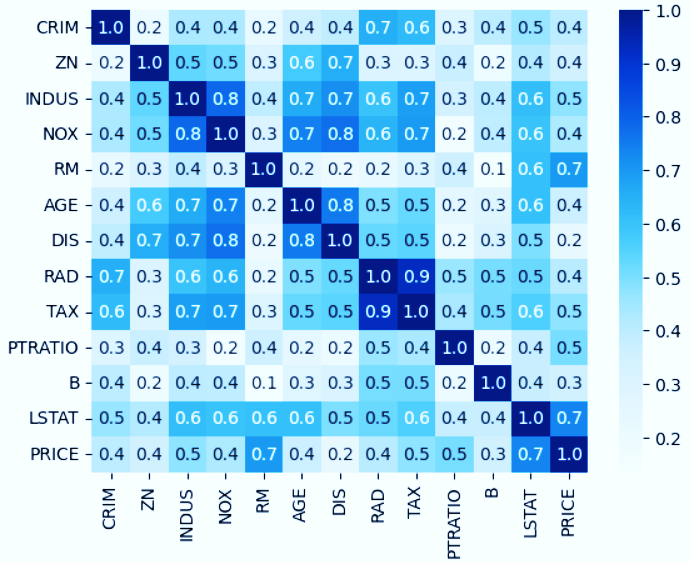 CRIM 1.0 0.2 0.4 0.4 0.2 0.4 0.4 0.7 0.6 0.3 0.4 0.5 0.4
ZN 0.2 1.0 0.5 0.5 0.3 0.6 0.7 0.3 0.3 0.4 0.2 0.4 0.4
INDUS 0.4 0.5 1.0 0.8 0.4 0.7 0.7 0.6 0.7 0.3 0.4 0.6 0.5
NOX 0.4 0.5 0.8 1.0 0.3 0.7 0.8 0.6 0.7 0.2 0.4 0.6 0.4
RM 0.2 0.3 0.4 0.3 1.0 0.2 0.2 0.2 0.3 0.4 0.1 0.6 0.7
AGE 0.4 0.6 0.7 0.7 0.2 1.0 0.8 0.5 0.5 0.2 0.3 0.6 0.4
DIS 0.4 0.7 0.7 0.8 0.2 0.8 1.0 0.5 0.5 0.2 0.3 0.5 0.2
RAD 0.7 0.3 0.6 0.6 0.2 0.5 0.5 1.0 0.9 0.5 0.5 0.5 0.4
TAX 0.6 0.3 0.7 0.7 0.3 0.5 0.5 0.9 1.0 0.4 0.5 0.6 0.5
PTRATIO 0.3 0.4 0.3 0.2 0.4 0.2 0.2 0.5 0.4 1.0 0.2 0.4 0.5
B 0.4 0.2 0.4 0.4 0.1 0.3 0.3 0.5 0.5 0.2 1.0 0.4 0.3
LSTAT 0.5 0.4 0.6 0.6 0.6 0.6 0.5 0.5 0.6 0.4 0.4 1.0 0.7
PRICE 0.4 0.4 0.5 0.4 0.7 0.4 0.2 0.4 0.5 0.5 0.3 0.7 1.0
CRIM ZN INDUS NOX RM AGE DIS RAD TAX PTRATIO B LSTAT PRICE
1.0
0.9
0.8
0.7
0.6
0.5
0.4
0.3
0.2